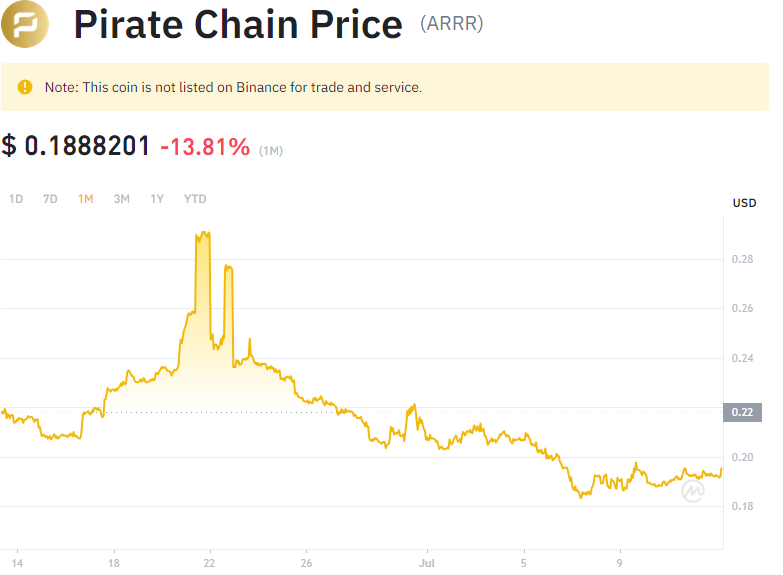 Pirate Chain Price (ARRR)
Note: This coin is not listed on Binance for trade and service.
$ 0.1888201 -13.81% (1M)
1D 7D 1M 3M 1Y YTD
USD
0.28
0.26
0.24
0.22
0.20
0.18
14 18 22 26 Jul 5 9